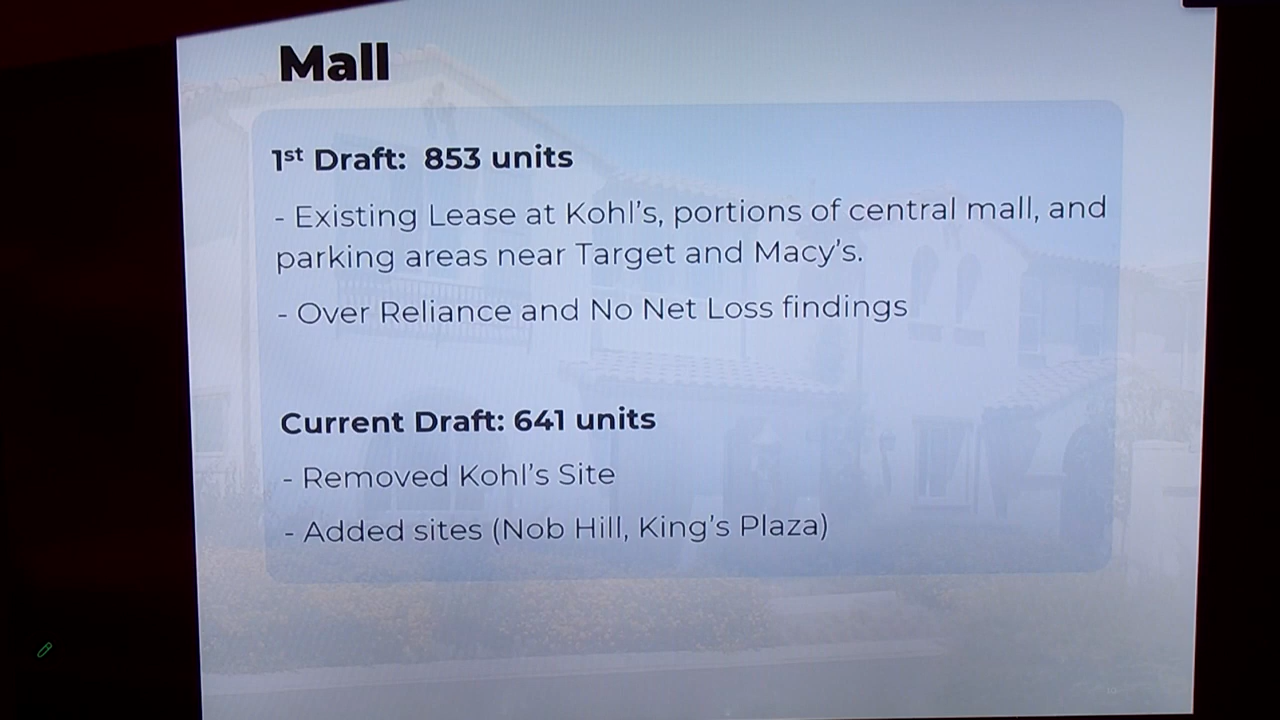 Mall
1st Draft: 853 units
- Existing Lease at Kohl's, portions of central mall, and
parking areas near Target and Macy's.
- Over Reliance and No Net Loss findings
Current Draft: 641 units
- Removed Kohl's Site
- Added sites (Nob Hill, King's Plaza)